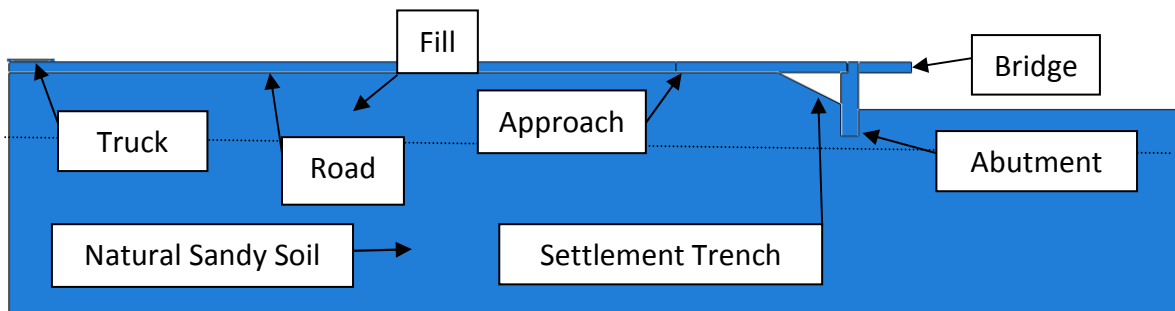 Fill
Bridge
Truck
Approach
Road
Abutment
Natural Sandy Soil
Settlement Trench